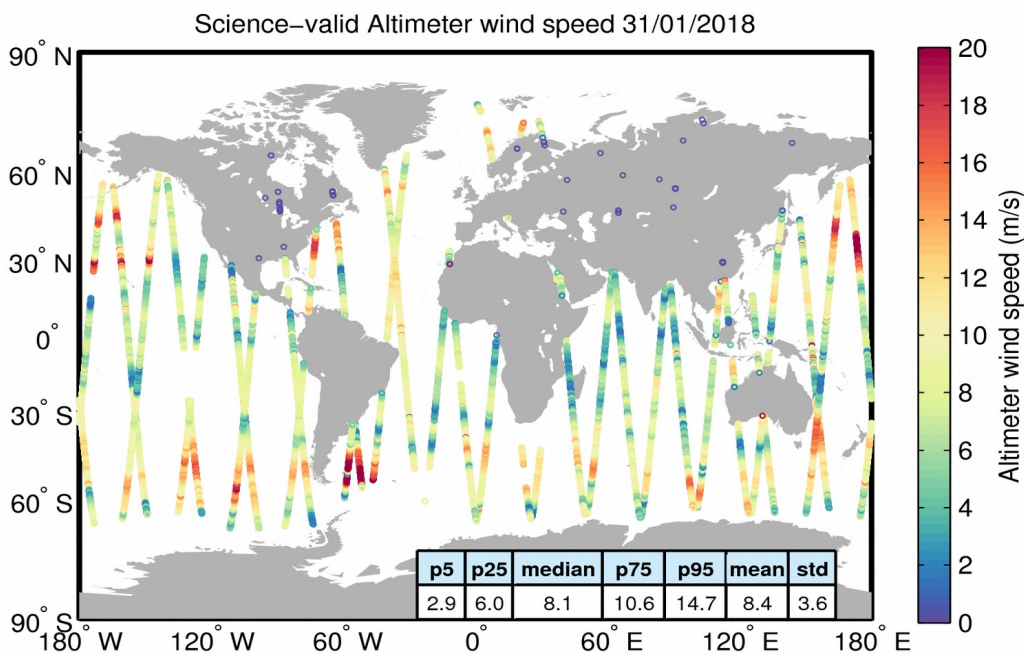 Science−valid Altimeter wind speed 31/01/2018
90° N
60° N
30° N
0°
30° S
60° S
90° S
180° W
120° W
60° W
0°
60° E
120° E
180° E
p5 p25 median p75 p95 mean std
2.9 6.0 8.1 10.6 14.7 8.4 3.6
20
18
16
14
12
10
8
6
4
2
0
Altimeter wind speed (m/s)